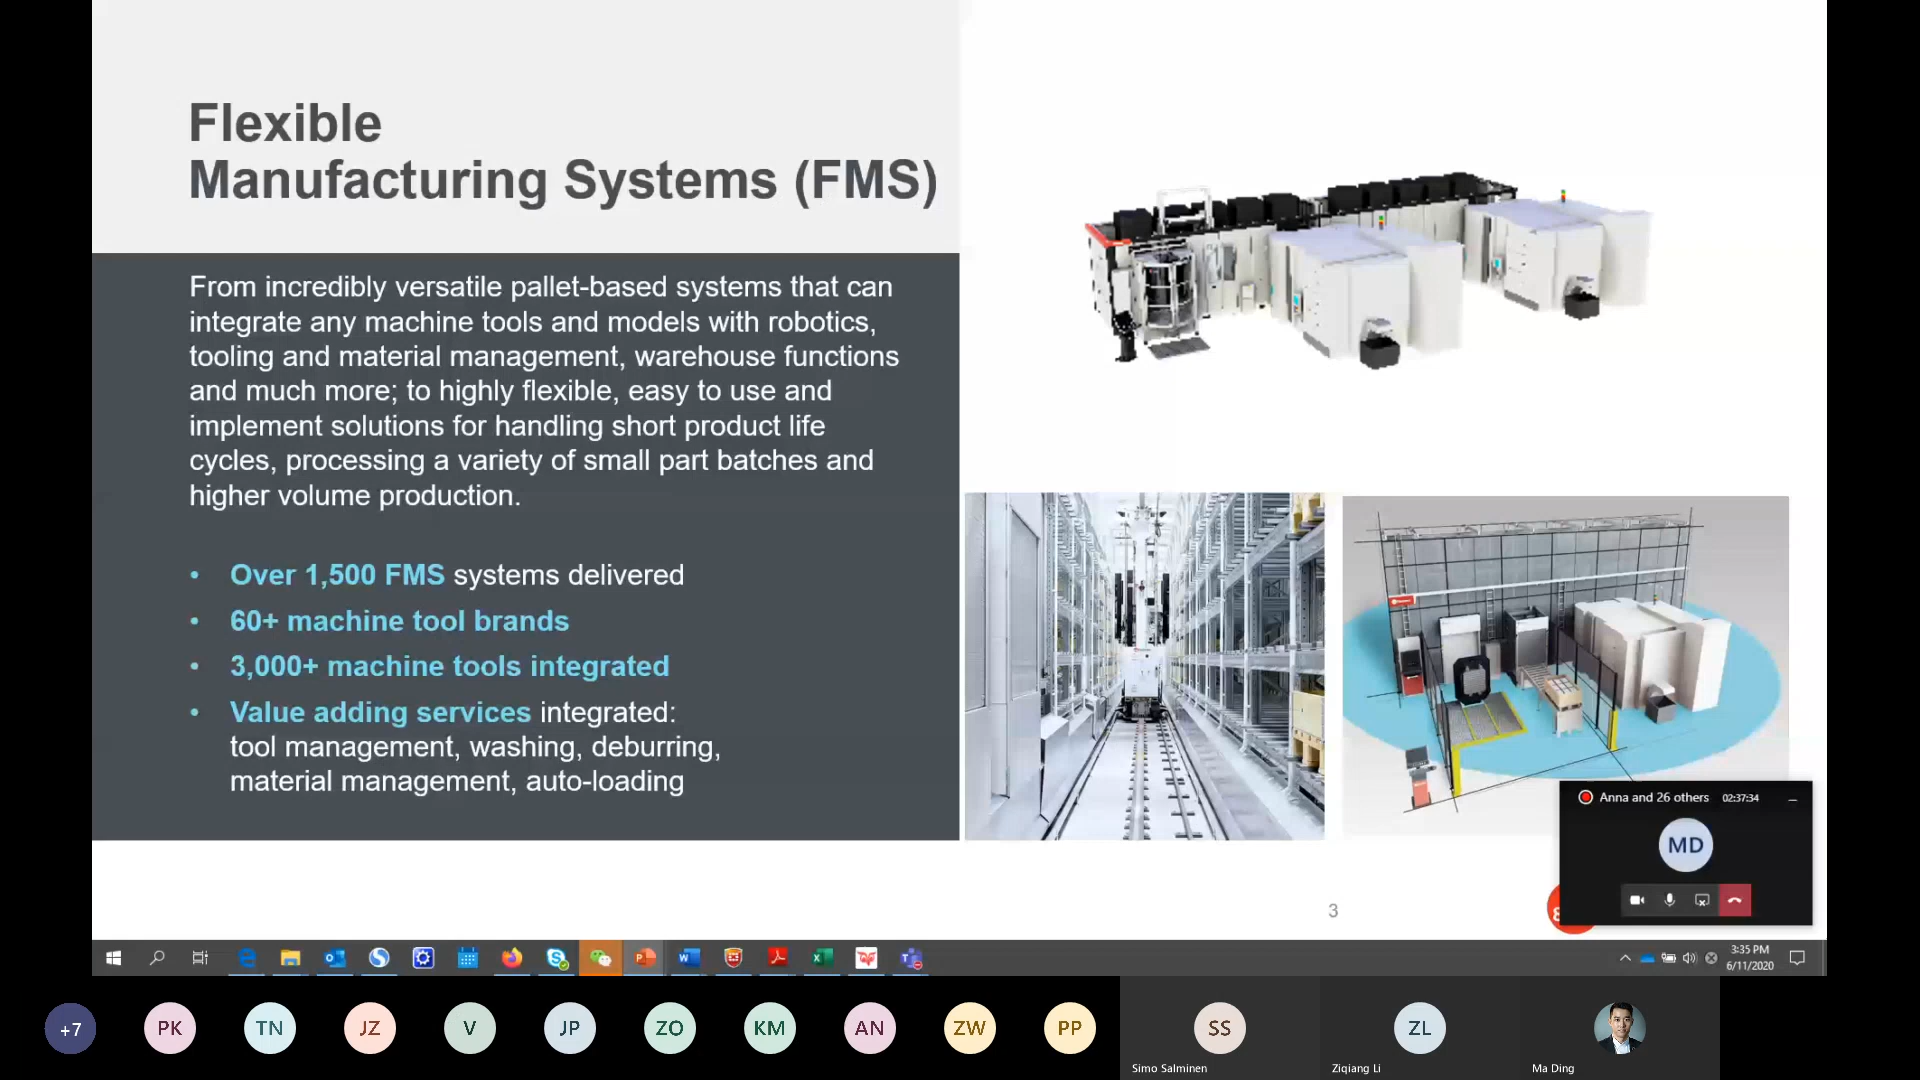 Flexible
Manufacturing Systems (FMS)
From incredibly versatile pallet-based systems that can
integrate any machine tools and models with robotics,
tooling and material management, warehouse functions
and much more; to highly flexible, easy to use and
implement solutions for handling short product life
cycles, processing a variety of small part batches and
higher volume production.
• Over 1,500 FMS systems delivered
• 60+ machine tool brands
• 3,000+ machine tools integrated
• Value adding services integrated:
tool management, washing, deburring,
material management, auto-loading
Anna and 26 others 02:37:34
MD
3
3:35 PM
6/11/2020
+7
PK
TN
JZ
V
JP
ZO
KM
AN
ZW
PP
SS
ZL
Simo Salminen
Ziqiang Li
Ma Ding